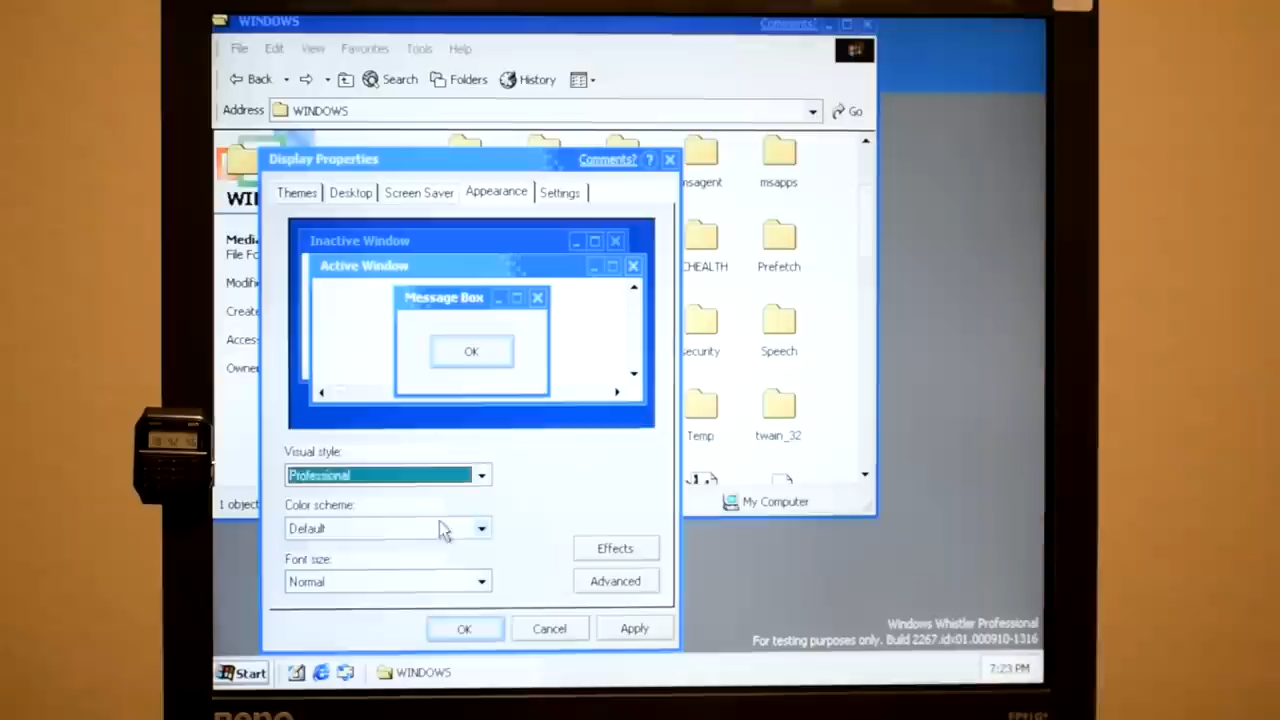 WINDOWS Comments?
File Edit View Favorites Tools Help
Back Search Folders History
Address WINDOWS Go
msapps
Prefetch
Speech
Temp twain_32
1 object My Computer
Display Properties Comments? ?
Themes Desktop Screen Saver Appearance Settings
Inactive Window
Active Window
Message Box
OK
Visual style:
Professional
Color scheme:
Default
Font size:
Normal
Effects
Advanced
OK Cancel Apply
Windows Whistler Professional
For testing purposes only. Build 2267.idx01.000910-1316
Start WINDOWS 7:23 PM